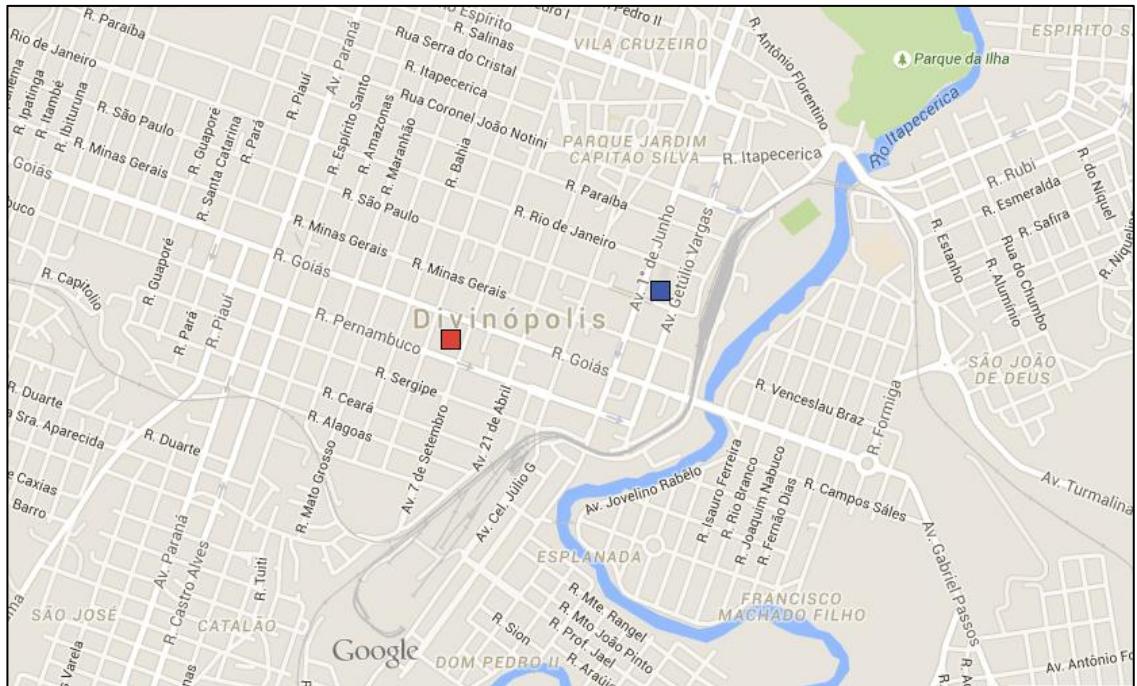 R. Paraíba
Espírito
Pedro II
R. Salinas
VILA CRUZEIRO
R. Antônio Florentino
Parque da Ilha
Rio de Janeiro
Av. Paraná
Rua Serra do Cristal
R. Itapecerica
Rua Coronel João Notini
R. Piauí
R. Ipatinga
R. Itambé
R. Ibituruna
R. São Paulo
R. Guaporé
R. Santa Catarina
R. Pará
R. Espírito Santo
R. Amazonas
R. Maranhão
R. Bahia
PARQUE JARDIM
CAPITAO SILVA
R. Itapecerica
Rio Itapecerica
R. Rubi
R. do Níquel
R. Esmeralda
R. Safira
R. Minas Gerais
Goiás
R. São Paulo
R. Paraíba
R. Rio de Janeiro
Av. 1° de Junho
Av. Getúlio Vargas
R. Estanho
Rua do Chumbo
R. Alumínio
R. Niquelina
R. Minas Gerais
R. Goiás
R. Minas Gerais
R. Guaporé
R. Capitólio
R. Pará
R. Piauí
R. Pernambuco
Divinópolis
R. Goiás
SÃO JOÃO
DE DEUS
R. Sergipe
R. Ceará
R. Alagoas
R. Venceslau Braz
R. Formiga
R. Duarte
Sra. Aparecida
R. Duarte
Av. 7 de Setembro
Av. 21 de Abril
R. Mato Grosso
de Caxias
Barro
Av. Cel. Júlio G
Av. Jovelino Rabêlo
R. Isauro Ferreira
R. Rio Branco
R. Joaquim Nabuco
R. Fernão Dias
R. Campos Sáles
Av. Turmalina
Av. Paraná
R. Castro Alves
R. Tuiti
ESPLANADA
Av. Gabriel Passos
SÃO JOSÉ
CATALÃO
R. Mte. Rangel
R. Mto João Pinto
R. Prof. Jael
R. Sion
FRANCISCO
MACHADO FILHO
Google
DOM PEDRO II
Varela
Av. Antônio